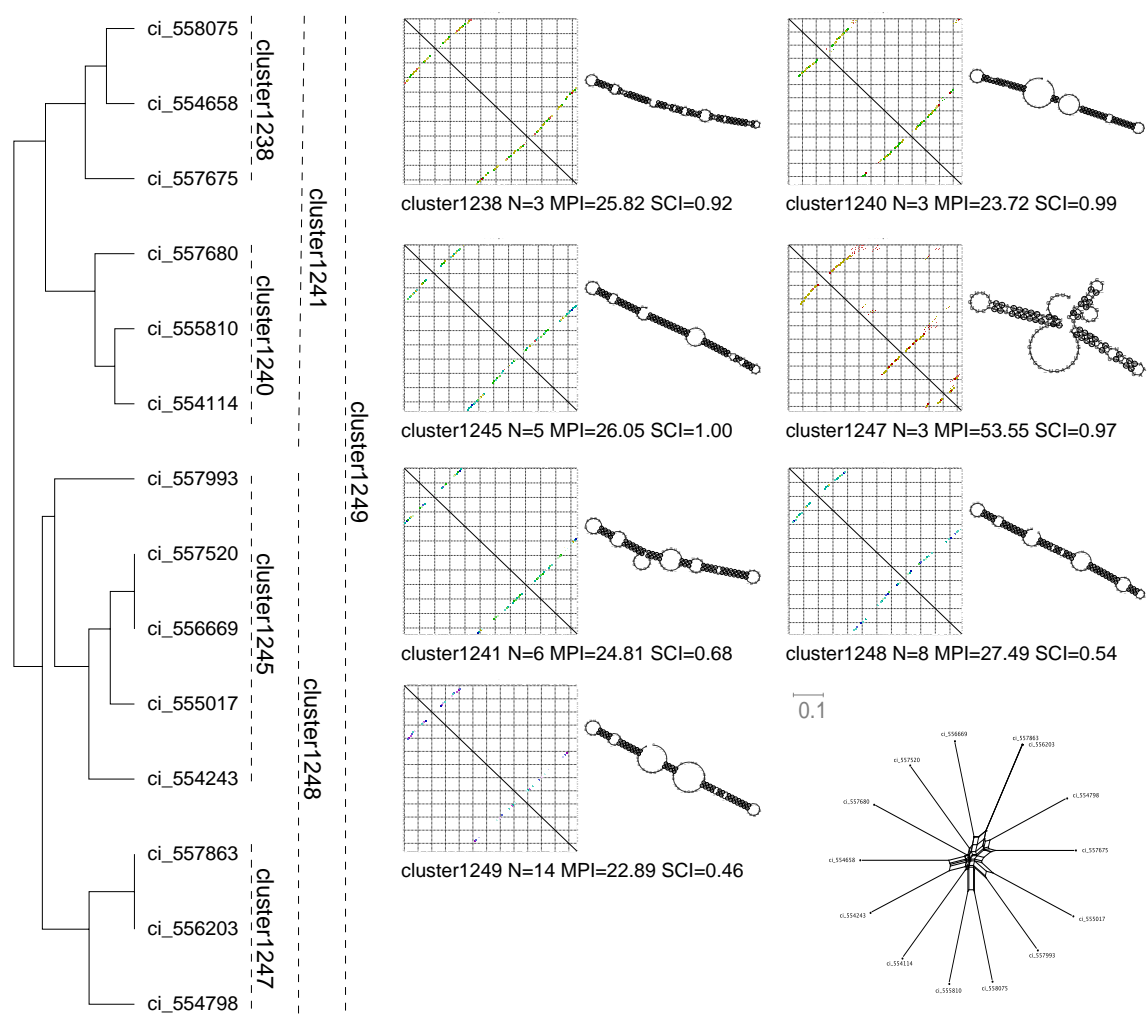 ci_558075
ci_554658
ci_557675
ci_557680
ci_555810
ci_554114
ci_557993
ci_557520
ci_556669
ci_555017
ci_554243
ci_557863
ci_556203
ci_554798
cluster1238
cluster1240
cluster1245
cluster1247
cluster1241
cluster1248
cluster1249
cluster1238 N=3 MPI=25.82 SCI=0.92
cluster1240 N=3 MPI=23.72 SCI=0.99
cluster1245 N=5 MPI=26.05 SCI=1.00
cluster1247 N=3 MPI=53.55 SCI=0.97
cluster1241 N=6 MPI=24.81 SCI=0.68
cluster1248 N=8 MPI=27.49 SCI=0.54
cluster1249 N=14 MPI=22.89 SCI=0.46
0.1
ci_556669
ci_557863
ci_556203
ci_557520
ci_554798
ci_557680
ci_557675
ci_554658
ci_554243
ci_555017
ci_554114
ci_557993
ci_555810
ci_558075